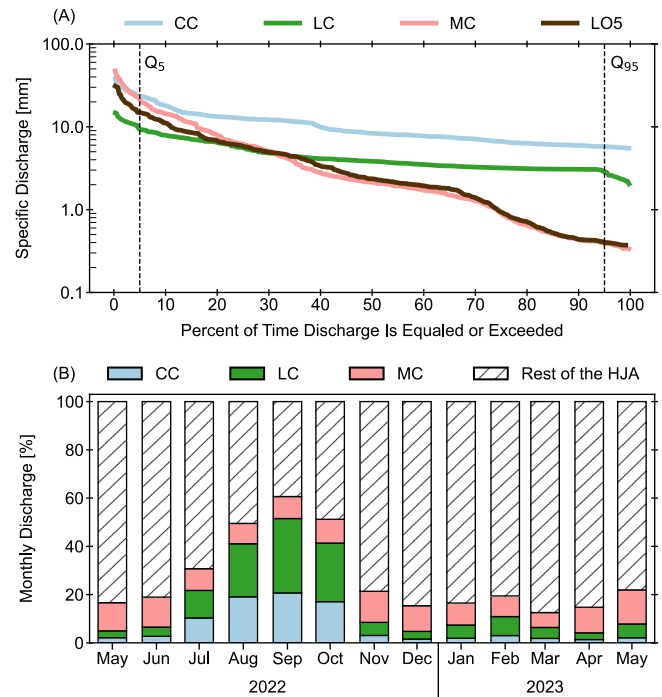 (A) CC LC MC LO5
100.0
10.0
1.0
0.1
Specific Discharge [mm]
Q5 Q95
0 10 20 30 40 50 60 70 80 90 100
Percent of Time Discharge Is Equaled or Exceeded
(B) CC LC MC Rest of the HJA
100
80
60
40
20
0
Monthly Discharge [%]
May Jun Jul Aug Sep Oct Nov Dec Jan Feb Mar Apr May
2022 2023